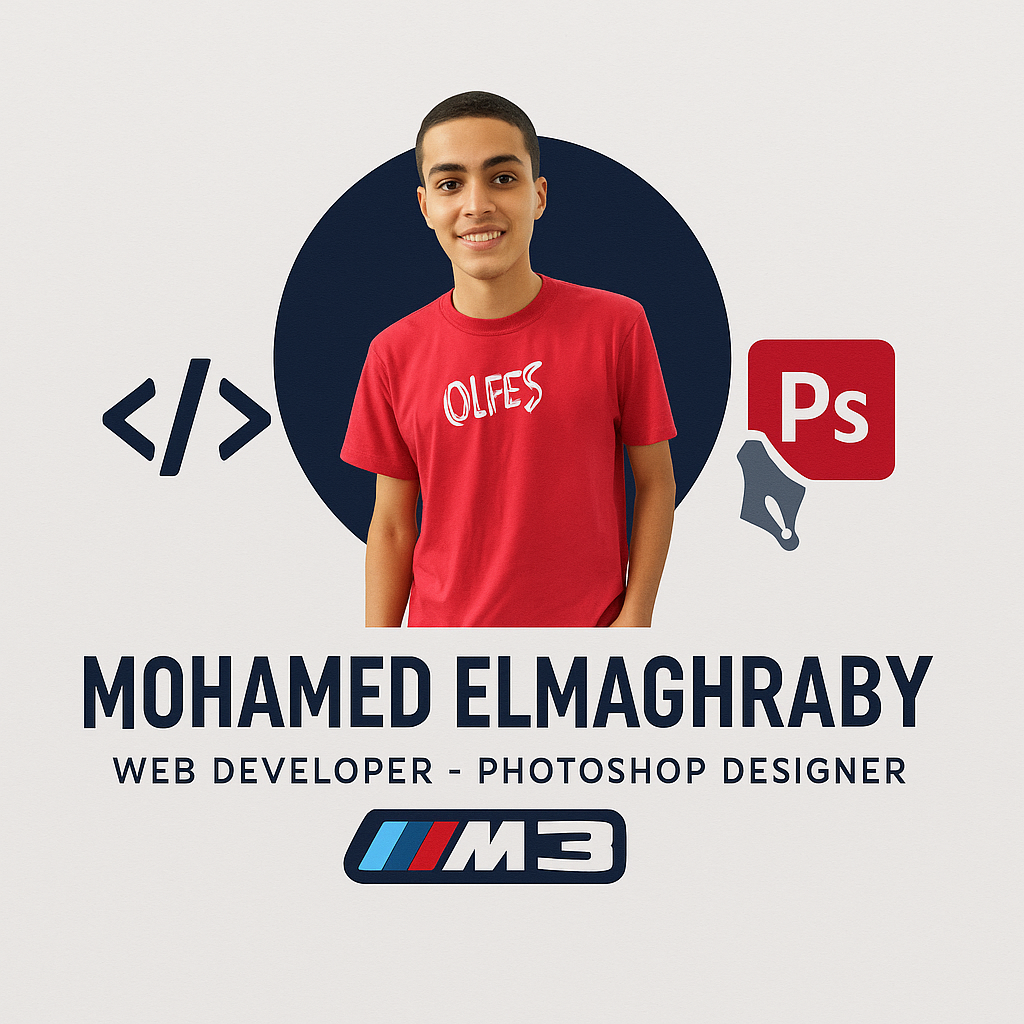 OLFES
</>
Ps
MOHAMED ELMAGHRABY
WEB DEVELOPER - PHOTOSHOP DESIGNER
M3